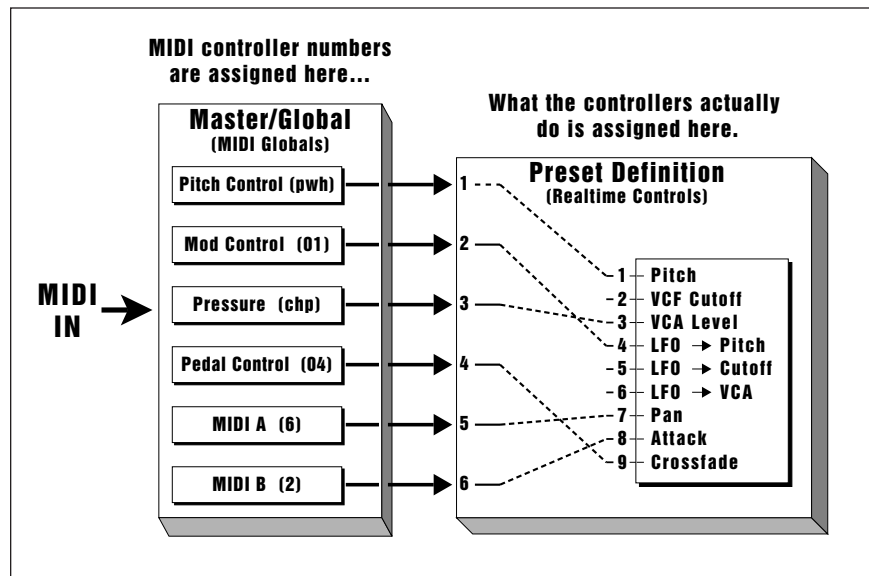 MIDI controller numbers
are assigned here...
Master/Global
(MIDI Globals)
Pitch Control (pwh)
Mod Control (01)
Pressure (chp)
Pedal Control (04)
MIDI A (6)
MIDI B (2)
MIDI
IN
What the controllers actually
do is assigned here.
Preset Definition
(Realtime Controls)
1
2
3
4
5
6
1 Pitch
2 VCF Cutoff
3 VCA Level
4 LFO → Pitch
5 LFO → Cutoff
6 LFO → VCA
7 Pan
8 Attack
9 Crossfade